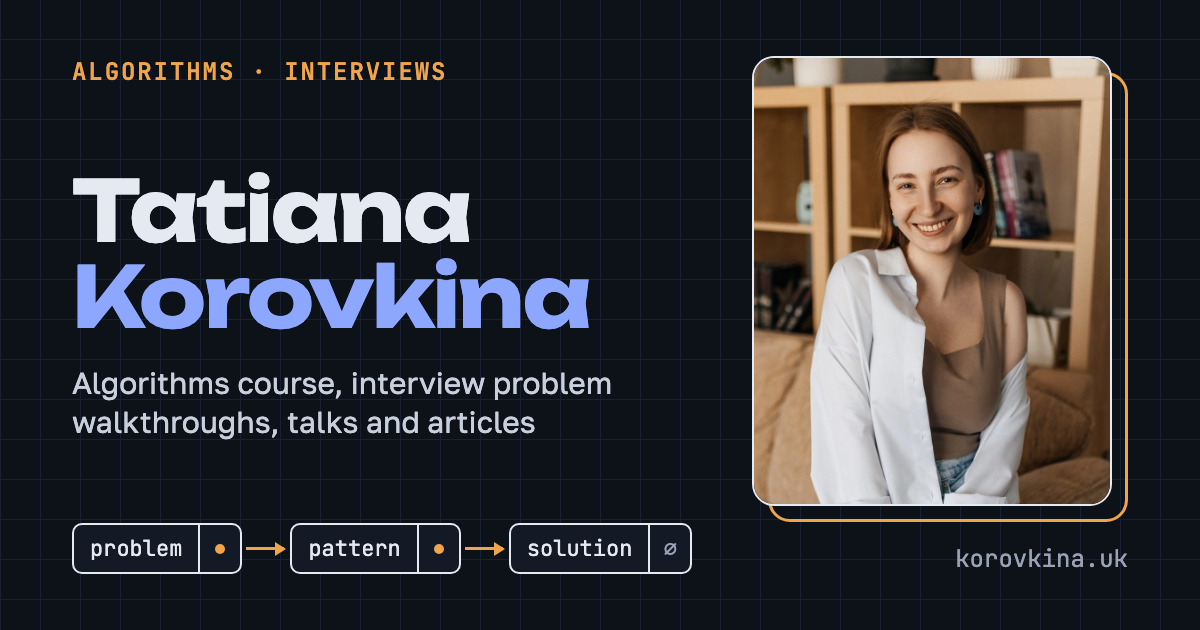 ALGORITHMS · INTERVIEWS
Tatiana
Korovkina
Algorithms course, interview problem
walkthroughs, talks and articles
problem
pattern
solution ∅
korovkina.uk